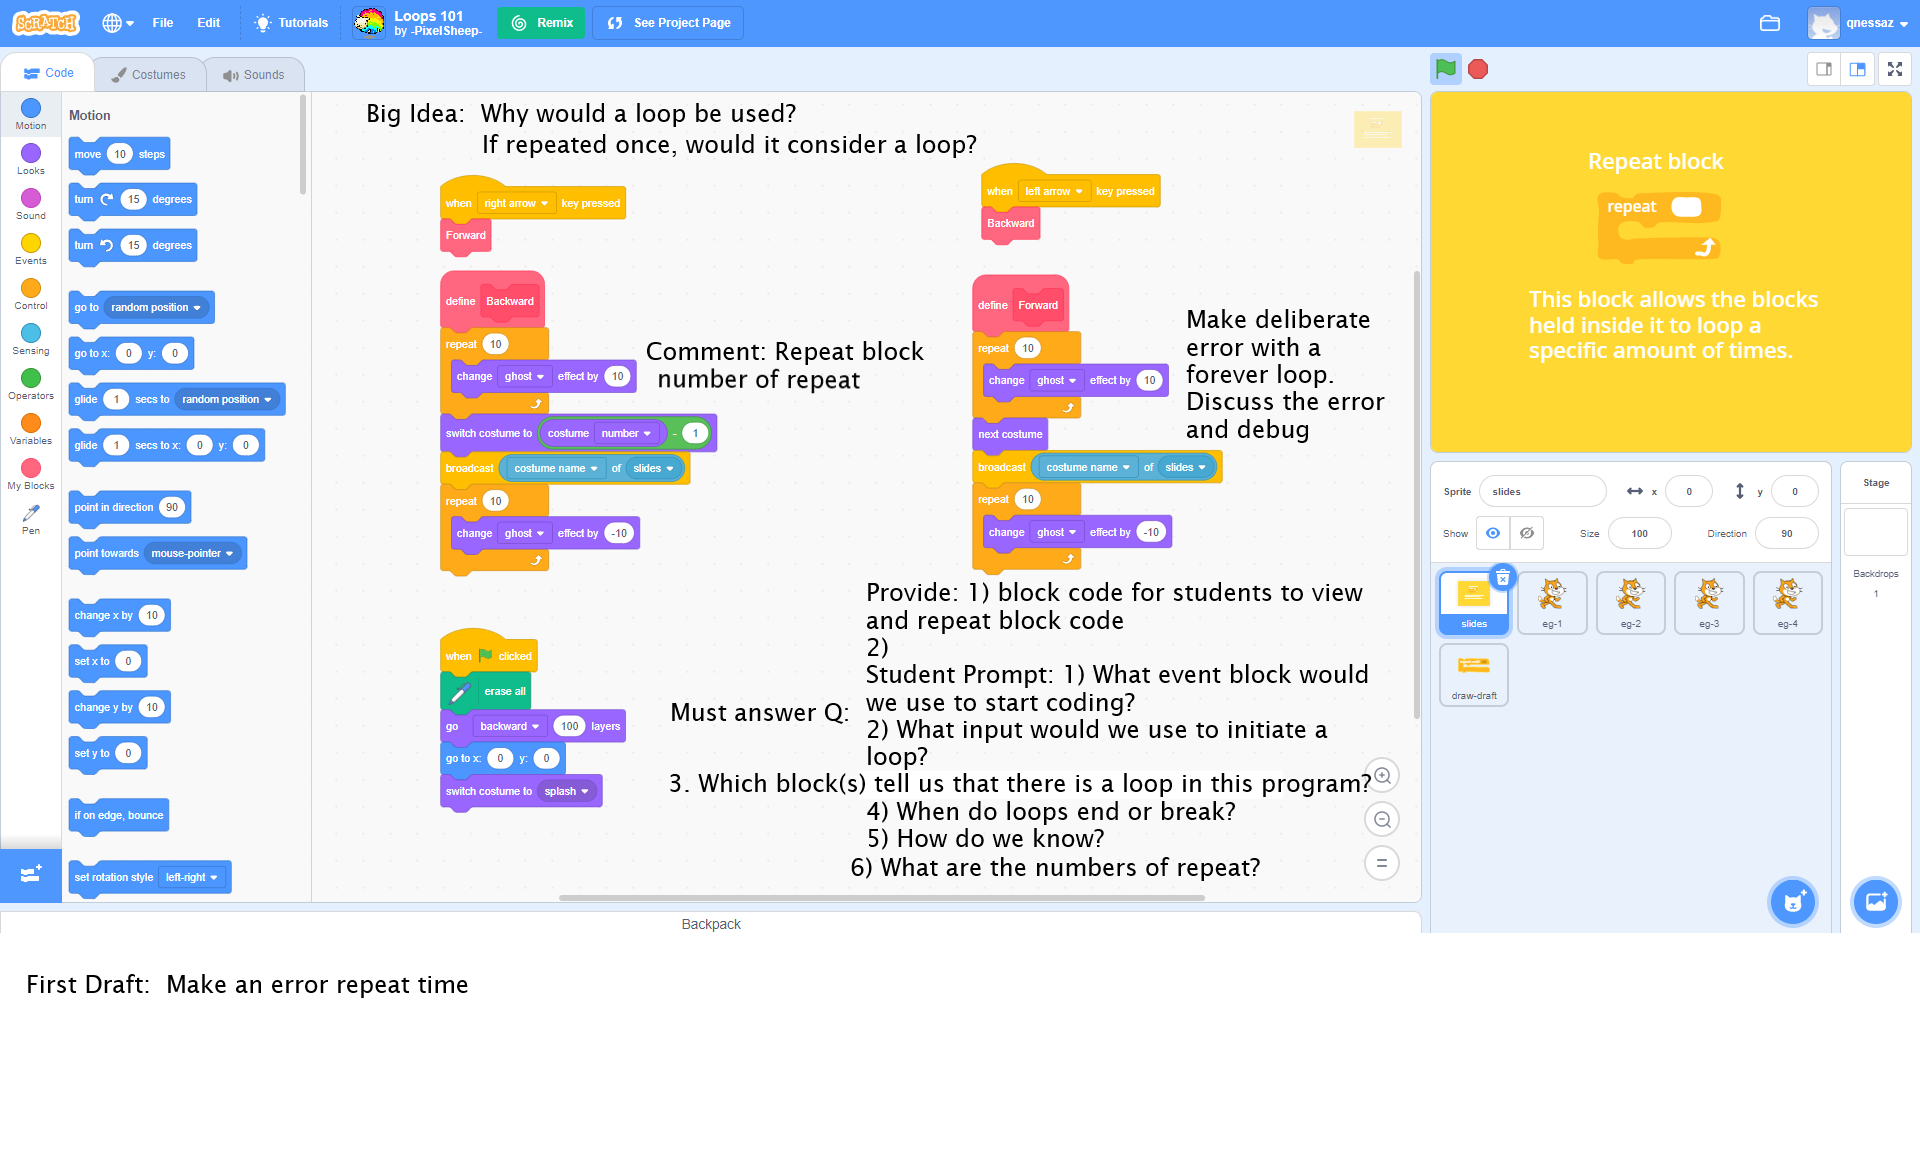 SCRATCH File Edit Tutorials Loops 101 Remix See Project Page qnessaz
by -PixelSheep-
Code Costumes Sounds
Motion
Looks
Sound
Events
Control
Sensing
Operators
Variables
My Blocks
Pen
Motion
move 10 steps
turn 15 degrees
turn 15 degrees
go to random position
go to x: 0 y: 0
glide 1 secs to random position
glide 1 secs to x: 0 y: 0
point in direction 90
point towards mouse-pointer
change x by 10
set x to 0
change y by 10
set y to 0
if on edge, bounce
set rotation style left-right
Big Idea: Why would a loop be used?
If repeated once, would it consider a loop?
when right arrow key pressed
Forward
define Backward
repeat 10
change ghost effect by 10
switch costume to costume number - 1
broadcast costume name of slides
repeat 10
change ghost effect by -10
Comment: Repeat block
number of repeat
when left arrow key pressed
Backward
define Forward
repeat 10
change ghost effect by 10
next costume
broadcast costume name of slides
repeat 10
change ghost effect by -10
Make deliberate
error with a
forever loop.
Discuss the error
and debug
when clicked
erase all
go backward 100 layers
go to x: 0 y: 0
switch costume to splash
Provide: 1) block code for students to view
and repeat block code
2)
Student Prompt: 1) What event block would
we use to start coding?
Must answer Q:
2) What input would we use to initiate a
loop?
3. Which block(s) tell us that there is a loop in this program?
4) When do loops end or break?
5) How do we know?
6) What are the numbers of repeat?
Repeat block
repeat
This block allows the blocks
held inside it to loop a
specific amount of times.
Sprite slides x 0 y 0
Show Size 100 Direction 90
slides eg-1 eg-2 eg-3 eg-4
draw-draft
Stage
Backdrops
1
Backpack
First Draft: Make an error repeat time